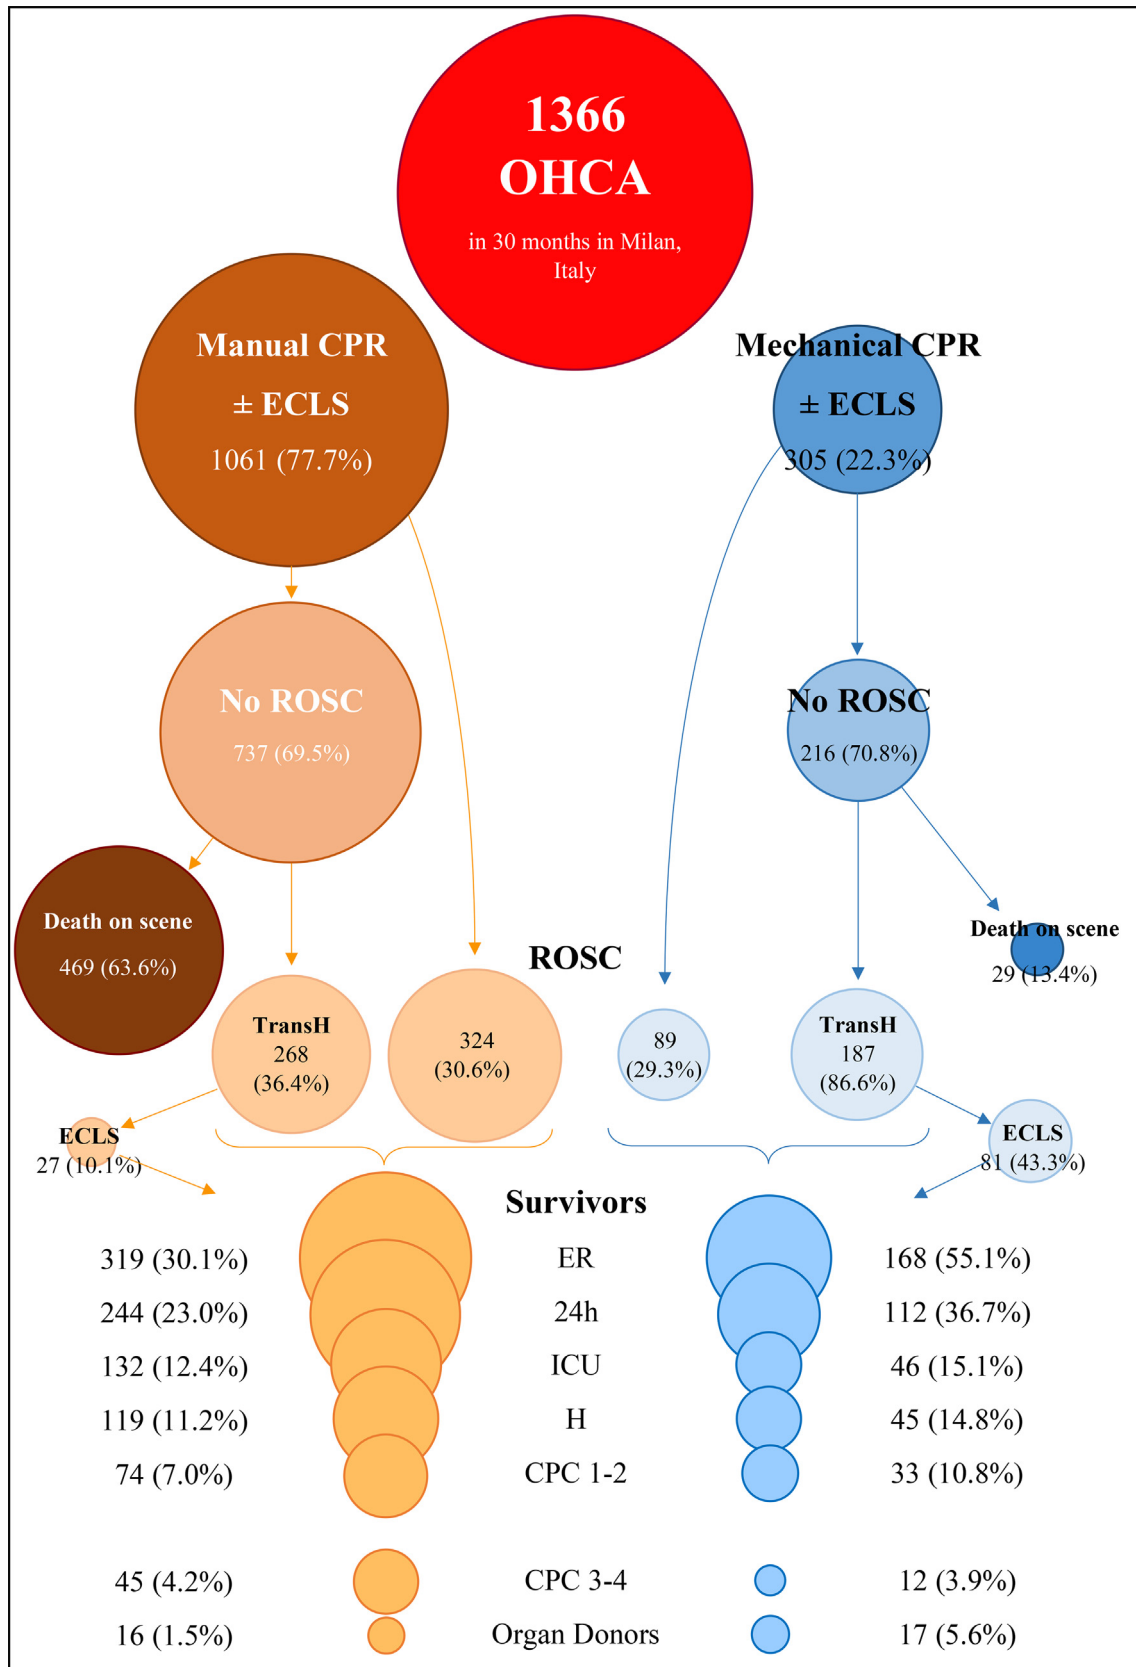 1366
OHCA
in 30 months in Milan,
Italy
Manual CPR
± ECLS
1061 (77.7%)
Mechanical CPR
± ECLS
305 (22.3%)
No ROSC
737 (69.5%)
No ROSC
216 (70.8%)
Death on scene
469 (63.6%)
Death on scene
29 (13.4%)
ROSC
TransH
268
(36.4%)
324
(30.6%)
89
(29.3%)
TransH
187
(86.6%)
ECLS
27 (10.1%)
ECLS
81 (43.3%)
Survivors
319 (30.1%) ER 168 (55.1%)
244 (23.0%) 24h 112 (36.7%)
132 (12.4%) ICU 46 (15.1%)
119 (11.2%) H 45 (14.8%)
74 (7.0%) CPC 1-2 33 (10.8%)
45 (4.2%) CPC 3-4 12 (3.9%)
16 (1.5%) Organ Donors 17 (5.6%)